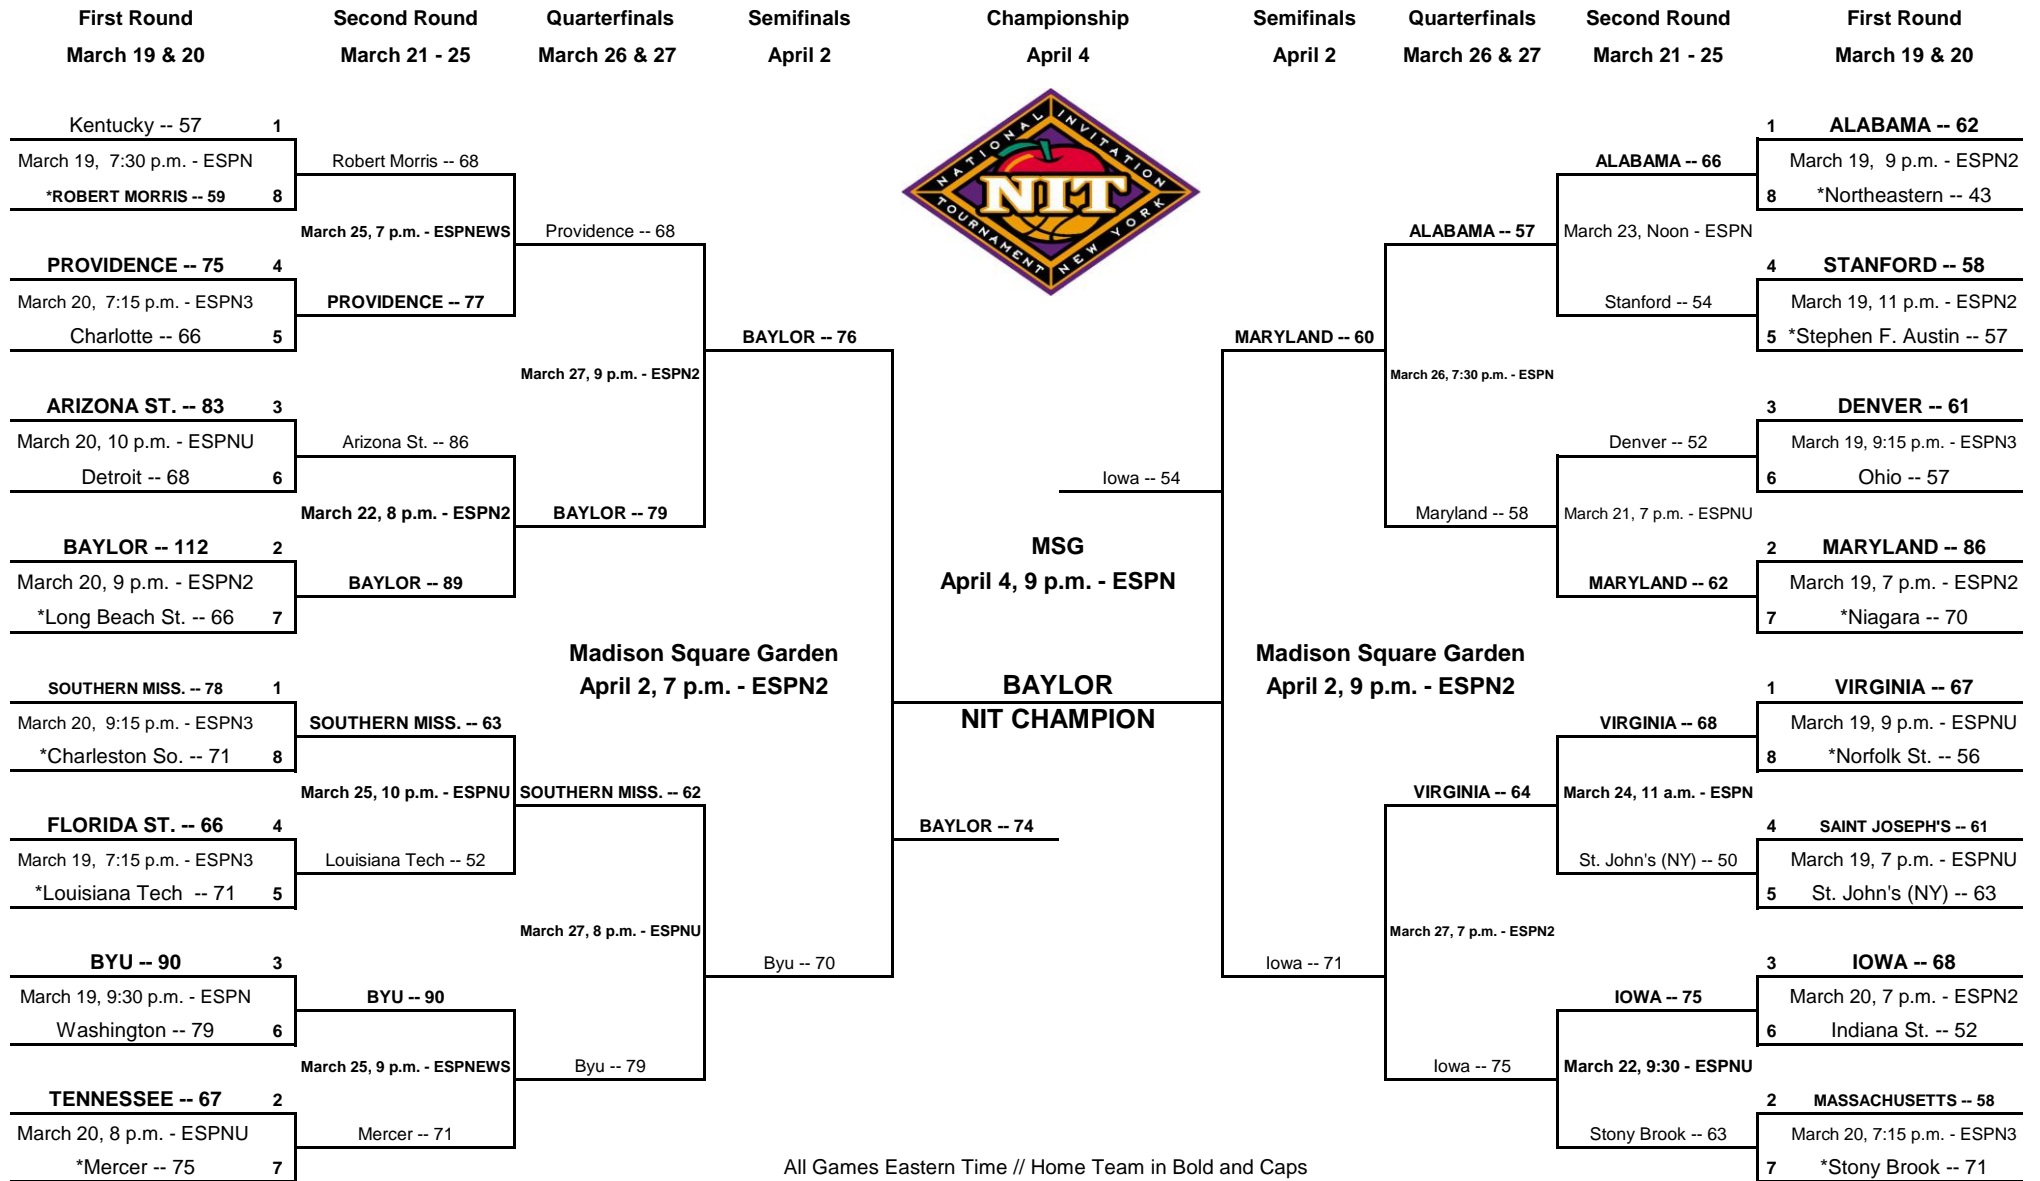 First Round
Second Round
Quarterfinals
Semifinals
Championship
Semifinals
Quarterfinals
Second Round
First Round
March 19 & 20
March 21 - 25
March 26 & 27
April 2
April 4
April 2
March 26 & 27
March 21 - 25
March 19 & 20
Kentucky -- 57 1
March 19, 7:30 p.m. - ESPN
*ROBERT MORRIS -- 59 8
PROVIDENCE -- 75 4
March 20, 7:15 p.m. - ESPN3
Charlotte -- 66 5
ARIZONA ST. -- 83 3
March 20, 10 p.m. - ESPNU
Detroit -- 68 6
BAYLOR -- 112 2
March 20, 9 p.m. - ESPN2
*Long Beach St. -- 66 7
SOUTHERN MISS. -- 78 1
March 20, 9:15 p.m. - ESPN3
*Charleston So. -- 71 8
FLORIDA ST. -- 66 4
March 19, 7:15 p.m. - ESPN3
*Louisiana Tech -- 71 5
BYU -- 90 3
March 19, 9:30 p.m. - ESPN
Washington -- 79 6
TENNESSEE -- 67 2
March 20, 8 p.m. - ESPNU
*Mercer -- 75 7
Robert Morris -- 68
March 25, 7 p.m. - ESPNEWS
PROVIDENCE -- 77
Arizona St. -- 86
March 22, 8 p.m. - ESPN2
BAYLOR -- 89
SOUTHERN MISS. -- 63
March 25, 10 p.m. - ESPNU
Louisiana Tech -- 52
BYU -- 90
March 25, 9 p.m. - ESPNEWS
Mercer -- 71
Providence -- 68
March 27, 9 p.m. - ESPN2
BAYLOR -- 79
Madison Square Garden
April 2, 7 p.m. - ESPN2
SOUTHERN MISS. -- 62
March 27, 8 p.m. - ESPNU
Byu -- 79
BAYLOR -- 76
Byu -- 70
NATIONAL INVITATION
NIT
TOURNAMENT NEW YORK
Iowa -- 54
MSG
April 4, 9 p.m. - ESPN
BAYLOR
NIT CHAMPION
BAYLOR -- 74
MARYLAND -- 60
Madison Square Garden
April 2, 9 p.m. - ESPN2
Iowa -- 71
ALABAMA -- 57
March 26, 7:30 p.m. - ESPN
Maryland -- 58
VIRGINIA -- 64
March 27, 7 p.m. - ESPN2
Iowa -- 75
ALABAMA -- 66
March 23, Noon - ESPN
Stanford -- 54
Denver -- 52
March 21, 7 p.m. - ESPNU
MARYLAND -- 62
VIRGINIA -- 68
March 24, 11 a.m. - ESPN
St. John's (NY) -- 50
IOWA -- 75
March 22, 9:30 - ESPNU
Stony Brook -- 63
1 ALABAMA -- 62
March 19, 9 p.m. - ESPN2
8 *Northeastern -- 43
4 STANFORD -- 58
March 19, 11 p.m. - ESPN2
5 *Stephen F. Austin -- 57
3 DENVER -- 61
March 19, 9:15 p.m. - ESPN3
6 Ohio -- 57
2 MARYLAND -- 86
March 19, 7 p.m. - ESPN2
7 *Niagara -- 70
1 VIRGINIA -- 67
March 19, 9 p.m. - ESPNU
8 *Norfolk St. -- 56
4 SAINT JOSEPH'S -- 61
March 19, 7 p.m. - ESPNU
5 St. John's (NY) -- 63
3 IOWA -- 68
March 20, 7 p.m. - ESPN2
6 Indiana St. -- 52
2 MASSACHUSETTS -- 58
March 20, 7:15 p.m. - ESPN3
7 *Stony Brook -- 71
All Games Eastern Time // Home Team in Bold and Caps